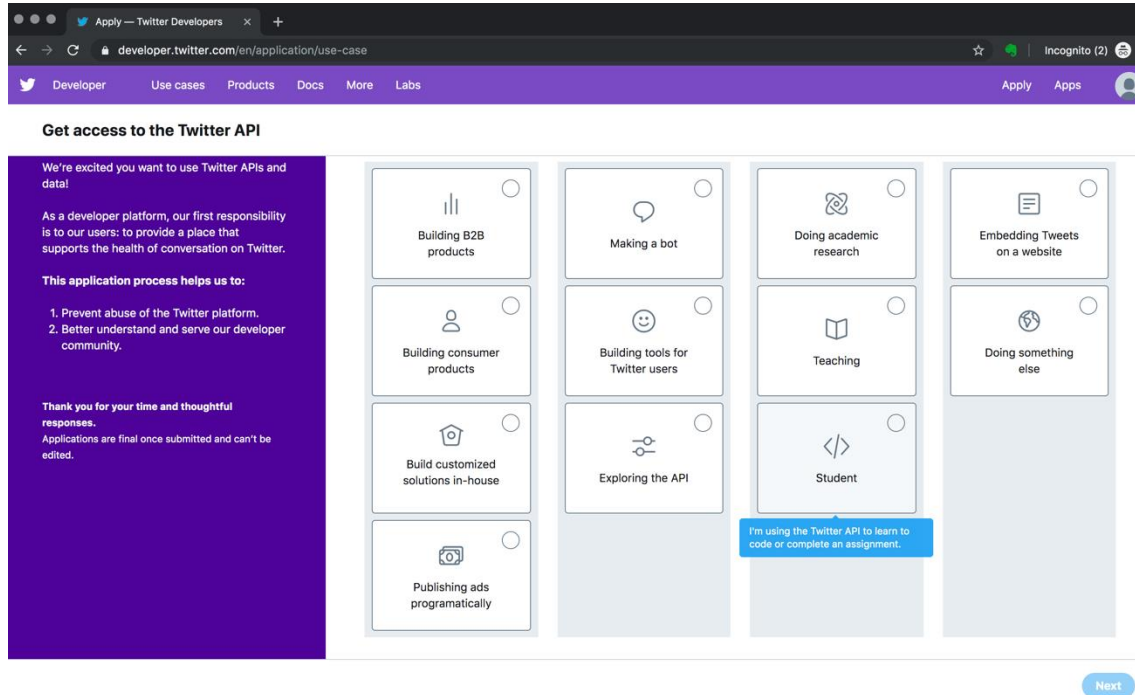 Apply — Twitter Developers
developer.twitter.com/en/application/use-case
Incognito (2)
Developer Use cases Products Docs More Labs Apply Apps
Get access to the Twitter API
We're excited you want to use Twitter APIs and
data!
As a developer platform, our first responsibility
is to our users: to provide a place that
supports the health of conversation on Twitter.
This application process helps us to:
1. Prevent abuse of the Twitter platform.
2. Better understand and serve our developer
community.
Thank you for your time and thoughtful
responses.
Applications are final once submitted and can't be
edited.
Building B2B
products
Building consumer
products
Build customized
solutions in-house
Publishing ads
programatically
Making a bot
Building tools for
Twitter users
Exploring the API
Doing academic
research
Teaching
Student
I'm using the Twitter API to learn to
code or complete an assignment.
Embedding Tweets
on a website
Doing something
else
Next